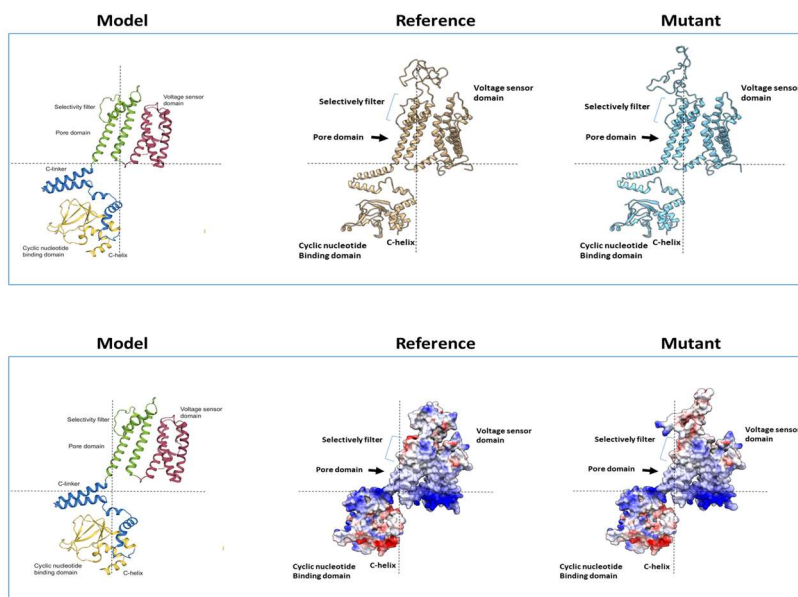 Model
Reference
Mutant
Selectivity filter
Voltage sensor
domain
Pore domain
C-linker
Cyclic nucleotide
binding domain
C-helix
Selectively filter
Voltage sensor
domain
Pore domain
Cyclic nucleotide
Binding domain
C-helix
Selectively filter
Voltage sensor
domain
Pore domain
Cyclic nucleotide
Binding domain
C-helix
Model
Reference
Mutant
Selectivity filter
Voltage sensor
domain
Pore domain
C-linker
Cyclic nucleotide
binding domain
C-helix
Selectively filter
Voltage sensor
domain
Pore domain
Cyclic nucleotide
Binding domain
C-helix
Selectively filter
Voltage sensor
domain
Pore domain
Cyclic nucleotide
Binding domain
C-helix